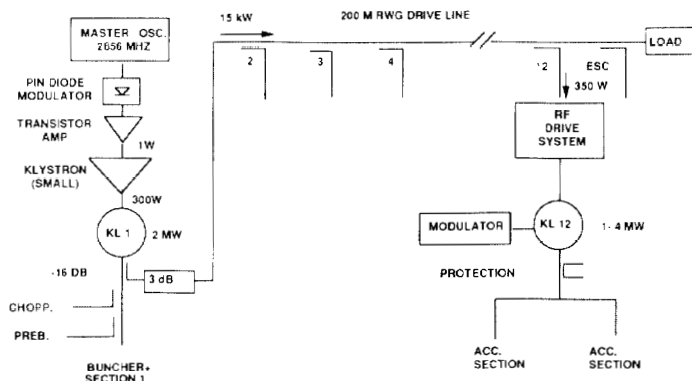 MASTER OSC.
2856 MHZ
PIN DIODE
MODULATOR
TRANSISTOR
AMP
1W
KLYSTRON
(SMALL)
300W
KL 1
2 MW
-16 DB
3 dB
CHOPP.
PREB.
BUNCHER+
SECTION 1
15 kW
200 M RWG DRIVE LINE
2
3
4
12
ESC
LOAD
350 W
RF
DRIVE
SYSTEM
MODULATOR
KL 12
1- 4 MW
PROTECTION
ACC.
SECTION
ACC.
SECTION